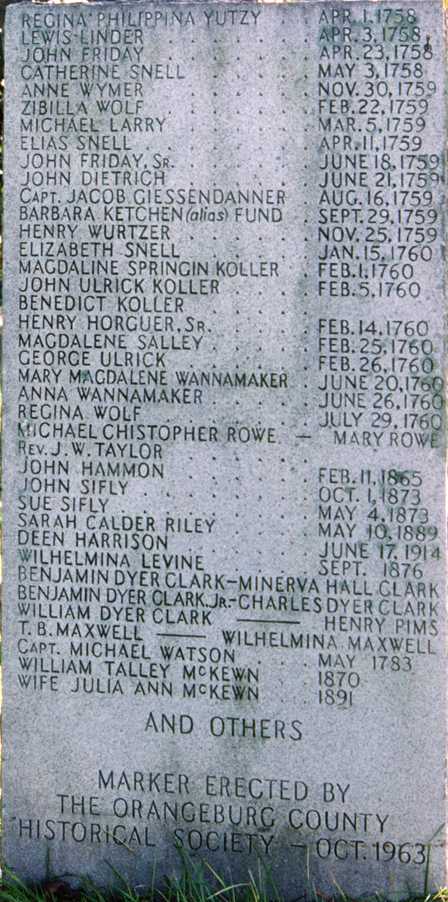 REGINA PHILIPPINA YUTZY . . . . APR. 1, 1758
LEWIS LINDER . . . . . . . . APR. 3, 1758
JOHN FRIDAY . . . . . . . . APR. 23, 1758
CATHERINE SNELL . . . . . . MAY 3, 1758
ANNE WYMER . . . . . . . . NOV. 30, 1759
ZIBILLA WOLF . . . . . . . . FEB. 22, 1759
MICHAEL LARRY . . . . . . . MAR. 5, 1759
ELIAS SNELL . . . . . . . . APR. 11, 1759
JOHN FRIDAY, SR. . . . . . . JUNE 18, 1759
JOHN DIETRICH . . . . . . . JUNE 21, 1759
CAPT. JACOB GIESSENDANNER AUG. 16, 1759
BARBARA KETCHEN (alias) FUND . SEPT. 29, 1759
HENRY WURTZER . . . . . . . NOV. 25, 1759
ELIZABETH SNELL . . . . . . JAN. 15, 1760
MAGDALINE SPRINGIN KOLLER . FEB. 1, 1760
JOHN ULRICK KOLLER . . . . FEB. 5, 1760
BENEDICT KOLLER . . . . .
HENRY HORGUER, SR. . . . . . FEB. 14, 1760
MAGDALENE SALLEY . . . . . FEB. 25, 1760
GEORGE ULRICK . . . . . . . FEB. 26, 1760
MARY MAGDALENE WANNAMAKER . JUNE 20, 1760
ANNA WANNAMAKER . . . . . JUNE 26, 1760
REGINA WOLF . . . . . . . . JULY 29, 1760
MICHAEL CHISTOPHER ROWE — MARY ROWE
REV. J. W. TAYLOR
JOHN HAMMON . . . . . . . FEB. 11, 1865
JOHN SIFLY . . . . . . . . OCT. 1, 1873
SUE SIFLY . . . . . . . . . MAY 4, 1873
SARAH CALDER RILEY . . . . MAY 10, 1889
DEEN HARRISON . . . . . . . JUNE 17, 1914
WILHELMINA LEVINE . . . . . SEPT. 1876
BENJAMIN DYER CLARK—MINERVA HALL CLARK
BENJAMIN DYER CLARK, JR.—CHARLES DYER CLARK
WILLIAM DYER CLARK —— HENRY PIMS
T. B. MAXWELL —— WILHELMINA MAXWELL
CAPT. MICHAEL WATSON . . . MAY 1783
WILLIAM TALLEY McKEWN . . 1870
WIFE JULIA ANN McKEWN . . 1891
AND OTHERS
MARKER ERECTED BY
THE ORANGEBURG COUNTY
HISTORICAL SOCIETY — OCT. 1963